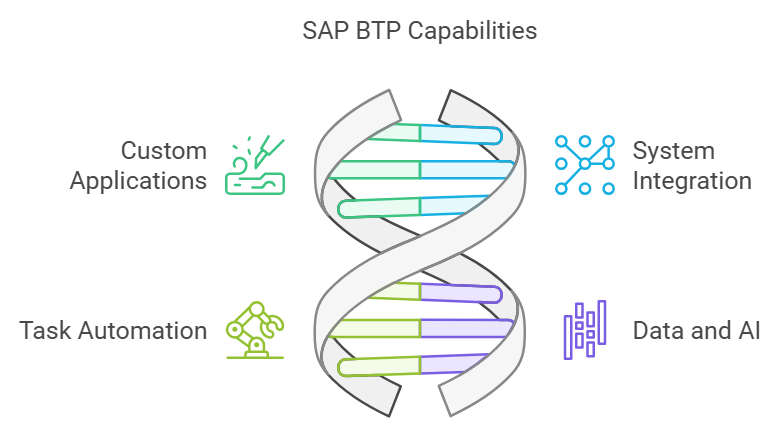 SAP BTP Capabilities
Custom
Applications
System
Integration
Task Automation
Data and AI